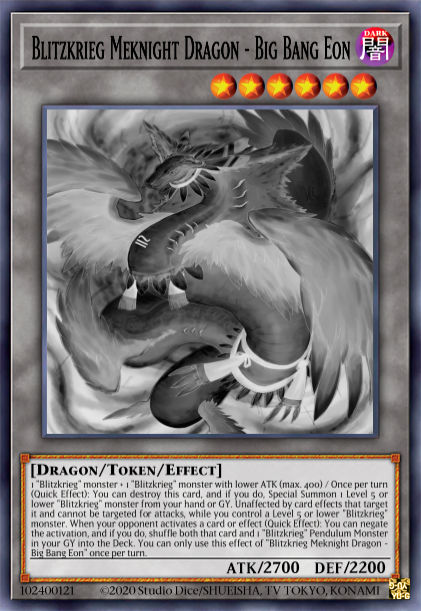 Blitzkrieg Meknight Dragon - Big Bang Eon
DARK
闇
[Dragon/Token/Effect]
1 "Blitzkrieg" monster + 1 "Blitzkrieg" monster with lower ATK (max. 400) / Once per turn
(Quick Effect): You can destroy this card, and if you do, Special Summon 1 Level 5 or
lower "Blitzkrieg" monster from your hand or GY. Unaffected by card effects that target
it and cannot be targeted for attacks, while you control a Level 5 or lower "Blitzkrieg"
monster. When your opponent activates a card or effect (Quick Effect): You can negate
the activation, and if you do, shuffle both that card and 1 "Blitzkrieg" Pendulum Monster
in your GY into the Deck. You can only use this effect of "Blitzkrieg Meknight Dragon -
Big Bang Eon" once per turn.
ATK/2700 DEF/2200
102400121 ©2020 Studio Dice/SHUEISHA, TV TOKYO, KONAMI